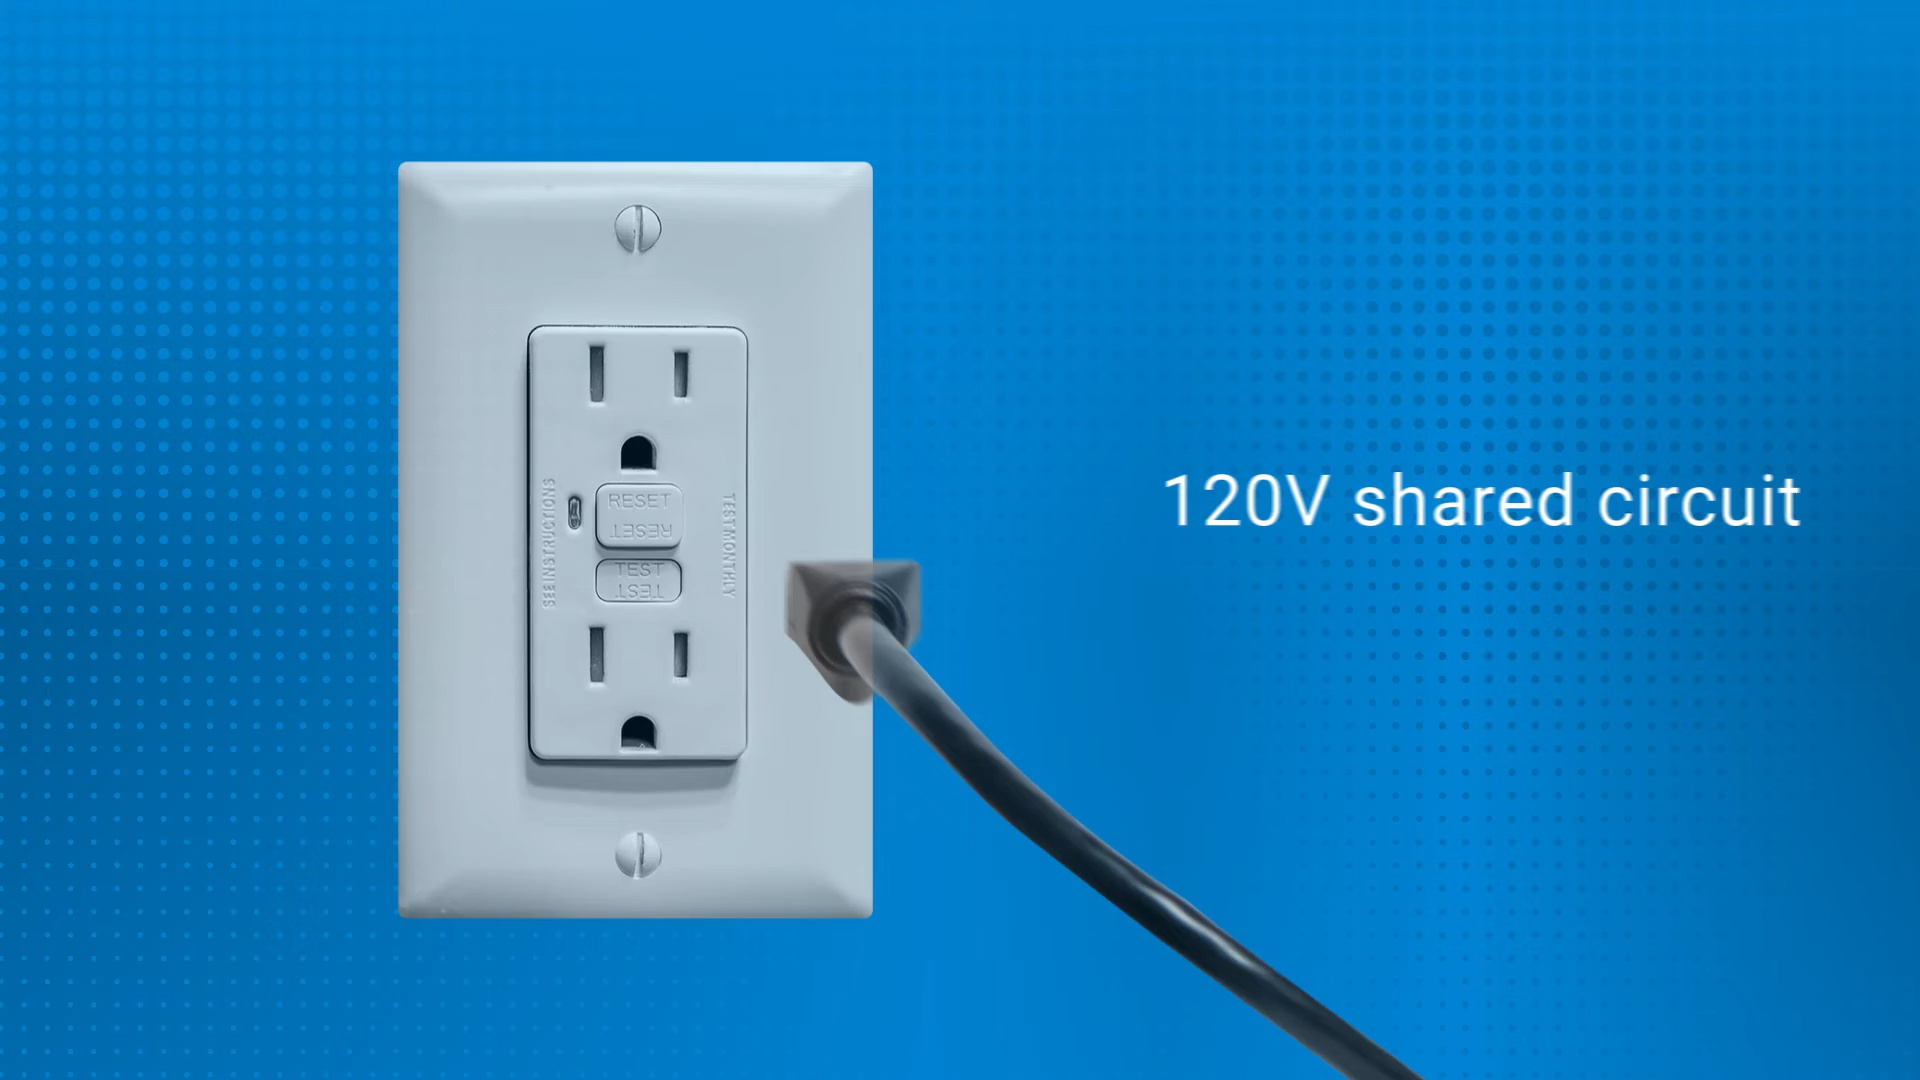 120V shared circuit
SEE INSTRUCTIONS
RESET
RESET
TEST
TEST
TEST MONTHLY